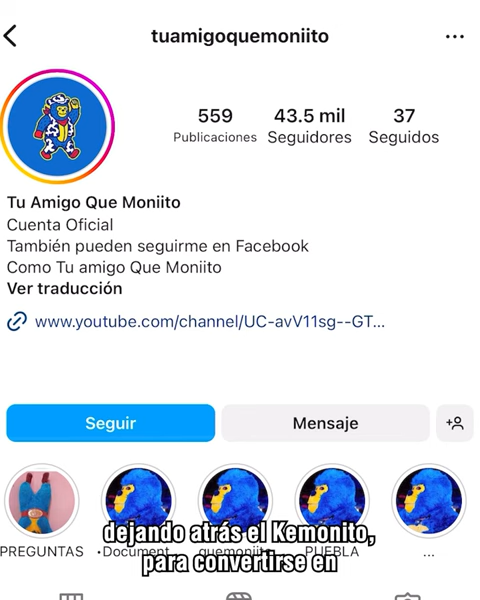 tuamigoquemoniito
559 43.5 mil 37
Publicaciones Seguidores Seguidos
Tu Amigo Que Moniito
Cuenta Oficial
También pueden seguirme en Facebook
Como Tu amigo Que Moniito
Ver traducción
www.youtube.com/channel/UC-avV11sg--GT...
Seguir Mensaje
PREGUNTAS •Document... quemoniito PUEBLA ...
dejando atrás el Kemonito,
para convertirse en